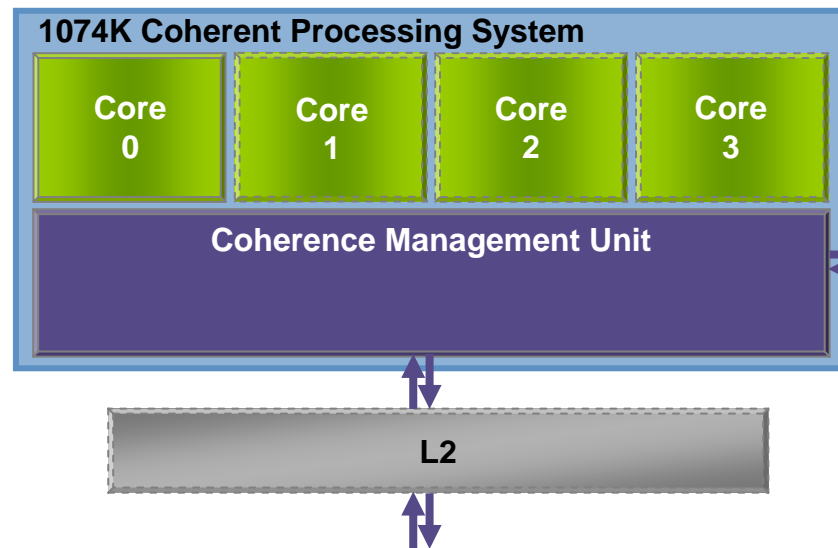 1074K Coherent Processing System
Core
0
Core
1
Core
2
Core
3
Coherence Management Unit
L2